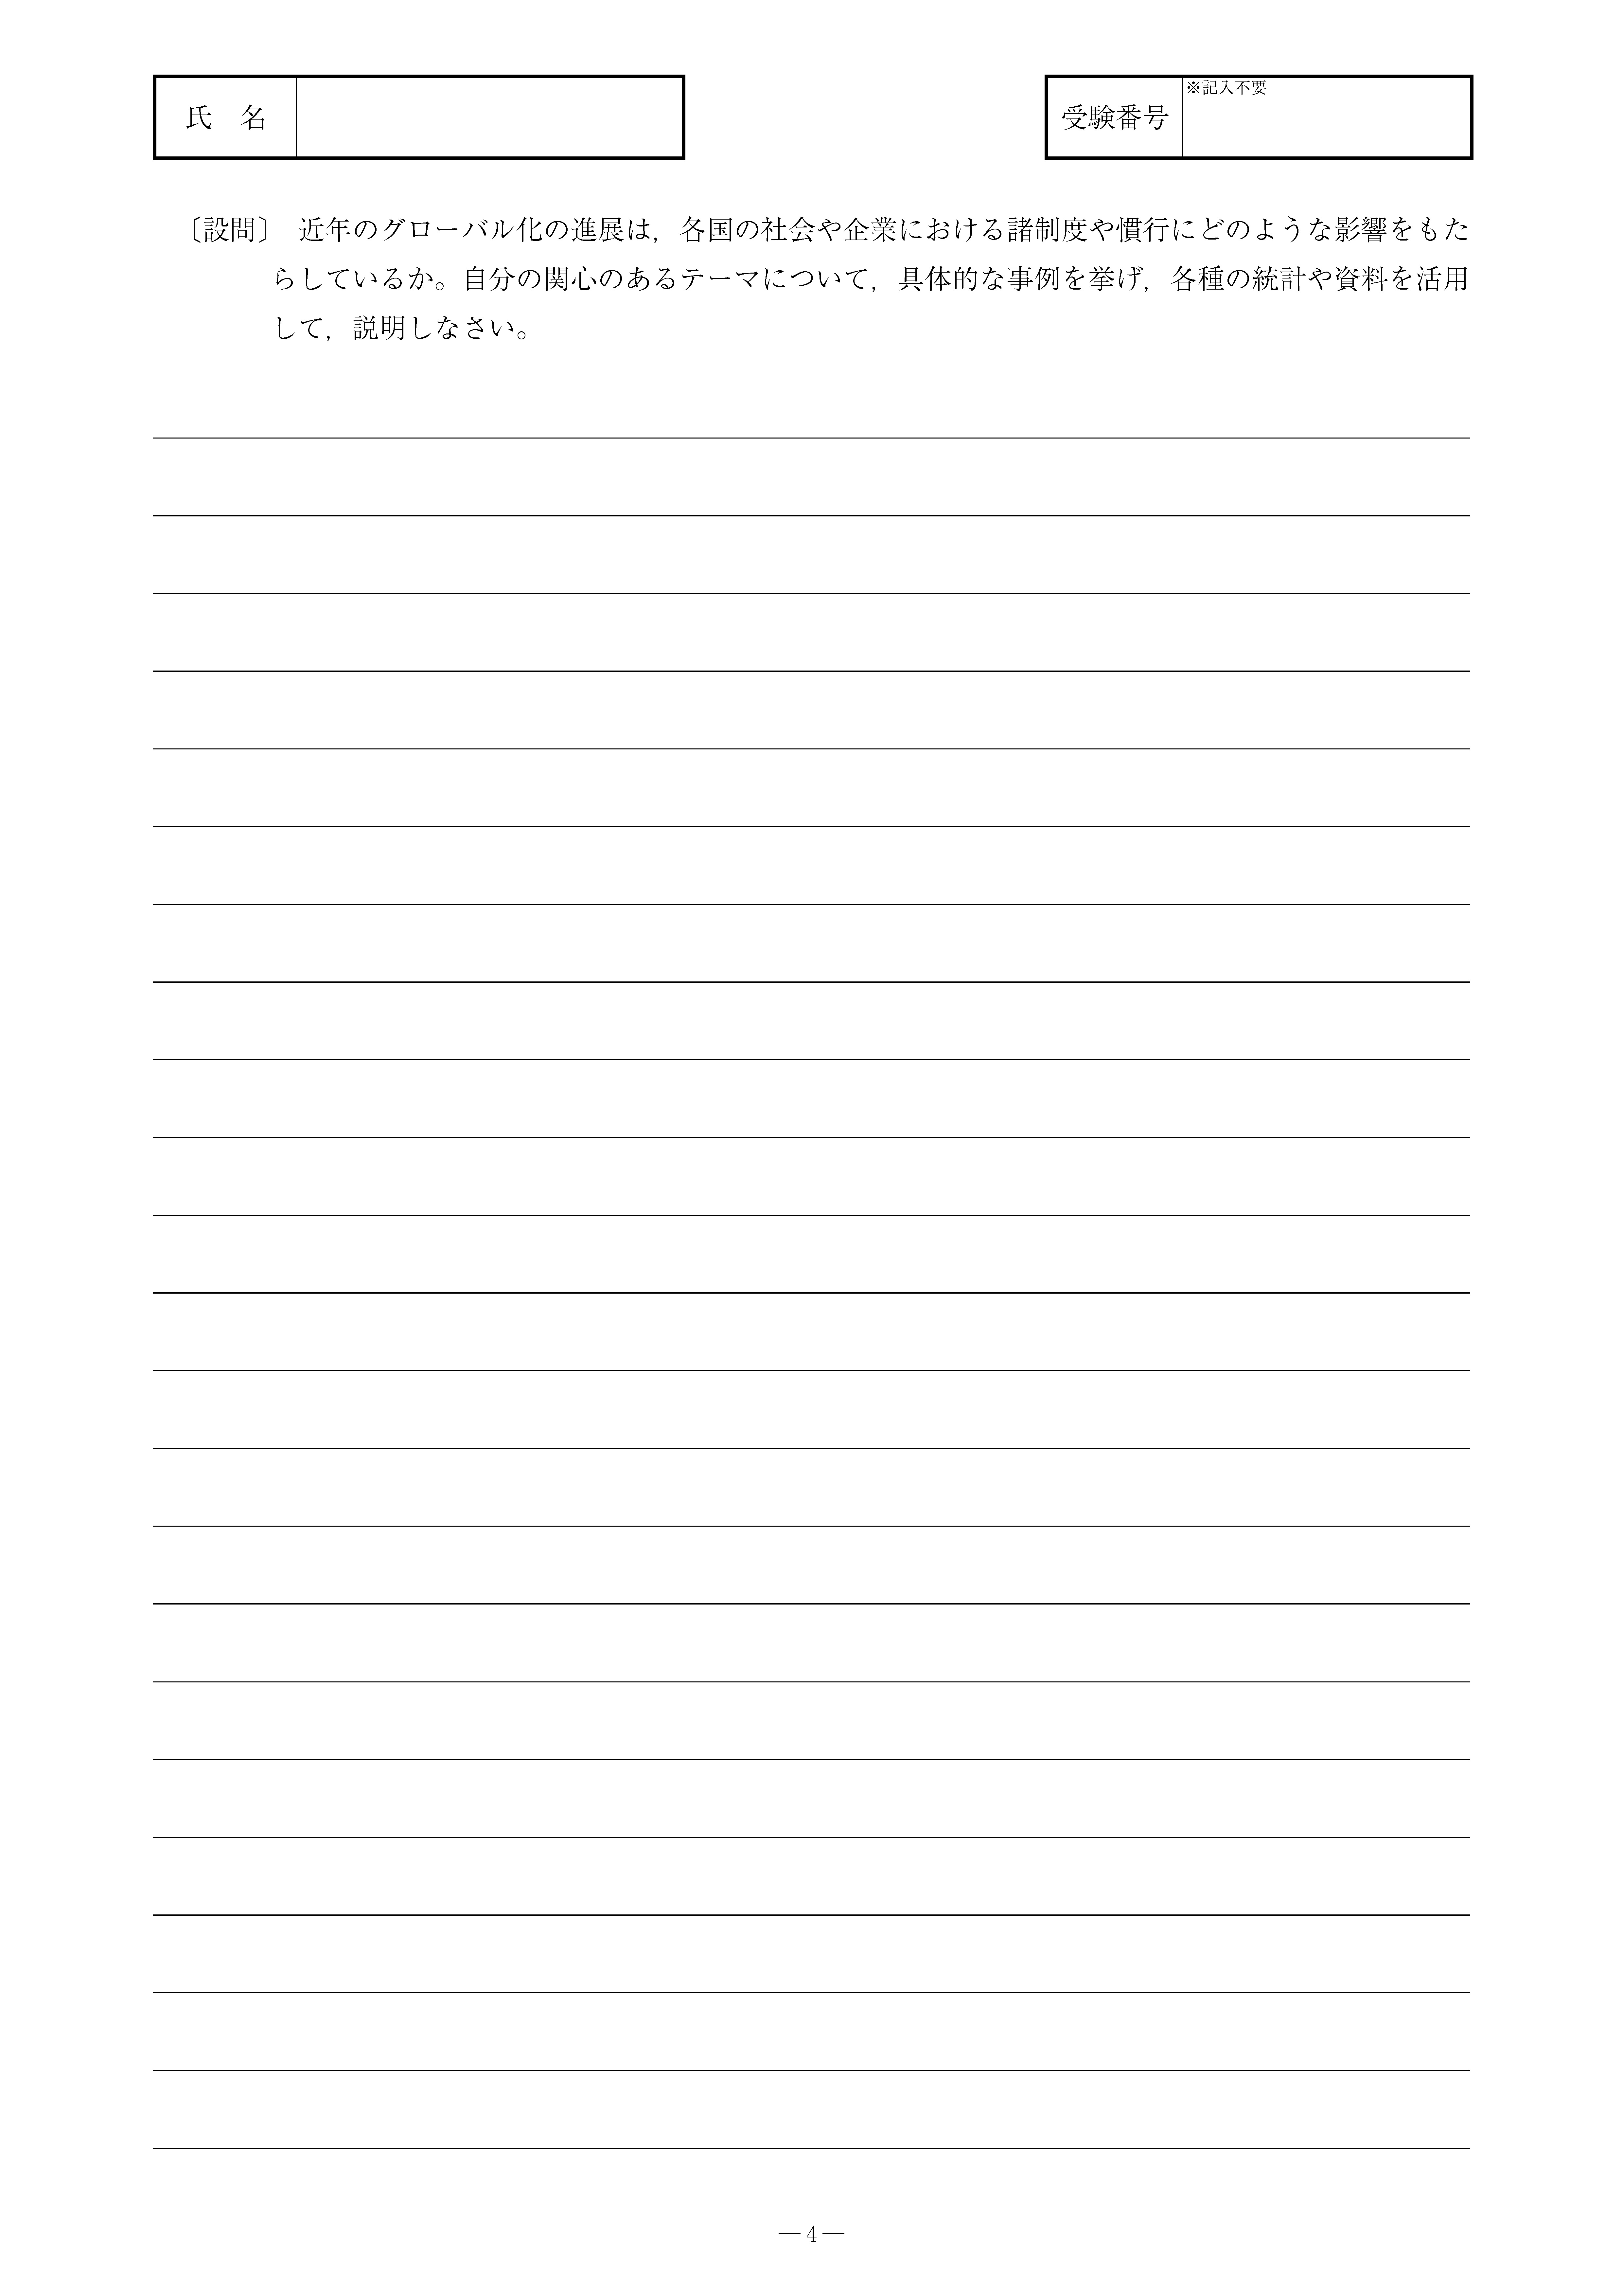 氏　名
※記入不要
受験番号
〔設問〕　近年のグローバル化の進展は，各国の社会や企業における諸制度や慣行にどのような影響をもた
らしているか。自分の関心のあるテーマについて，具体的な事例を挙げ，各種の統計や資料を活用
して，説明しなさい。
― 4 ―